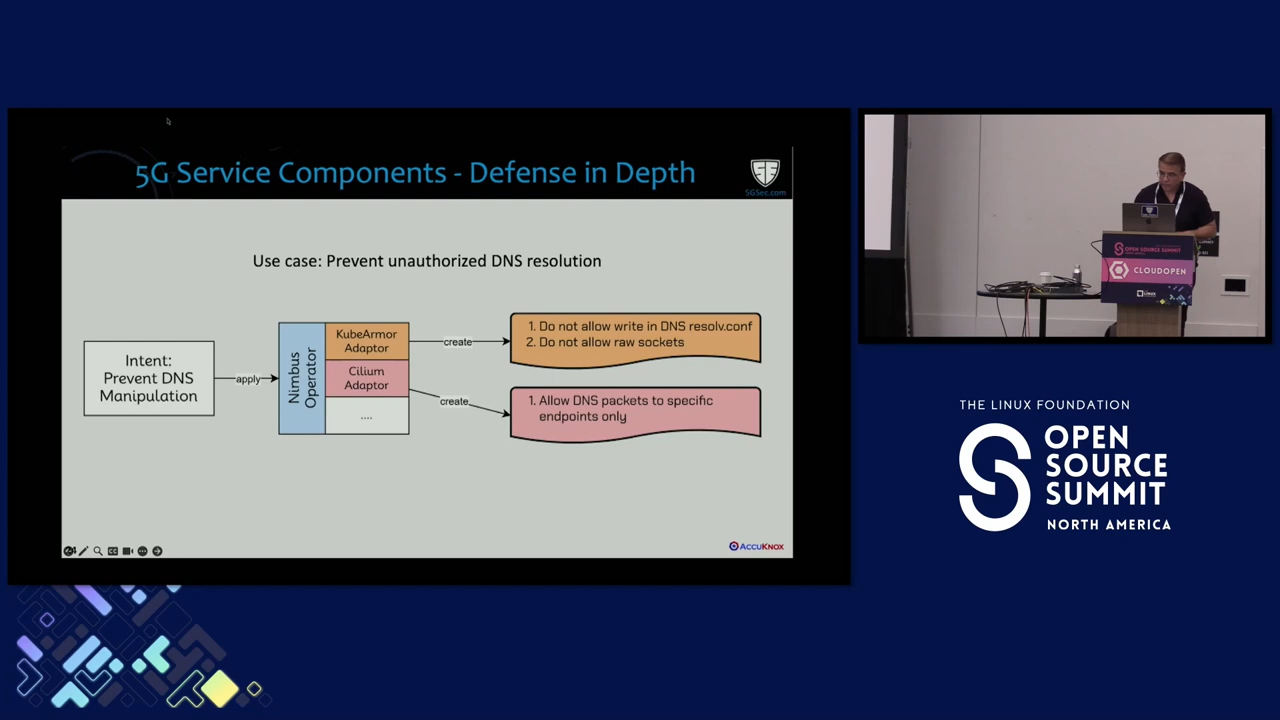 5G Service Components - Defense in Depth
5GSec.com
Use case: Prevent unauthorized DNS resolution
Intent:
Prevent DNS
Manipulation
apply
Nimbus
Operator
KubeArmor
Adaptor
Cilium
Adaptor
....
create
create
1. Do not allow write in DNS resolv.conf
2. Do not allow raw sockets
1. Allow DNS packets to specific
endpoints only
ACCUKNOX
OPEN SOURCE SUMMIT
CLOUDOPEN
THE LINUX FOUNDATION
OPEN
SOURCE
SUMMIT
NORTH AMERICA